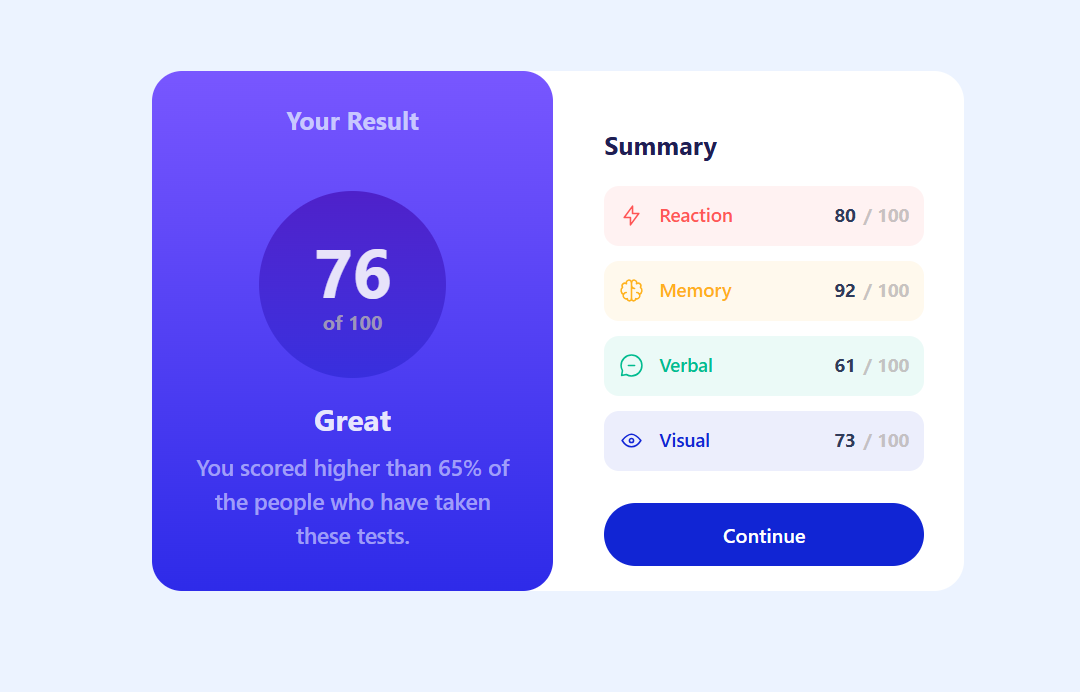 Your Result
76
of 100
Great
You scored higher than 65% of
the people who have taken
these tests.
Summary
Reaction 80 / 100
Memory 92 / 100
Verbal 61 / 100
Visual 73 / 100
Continue